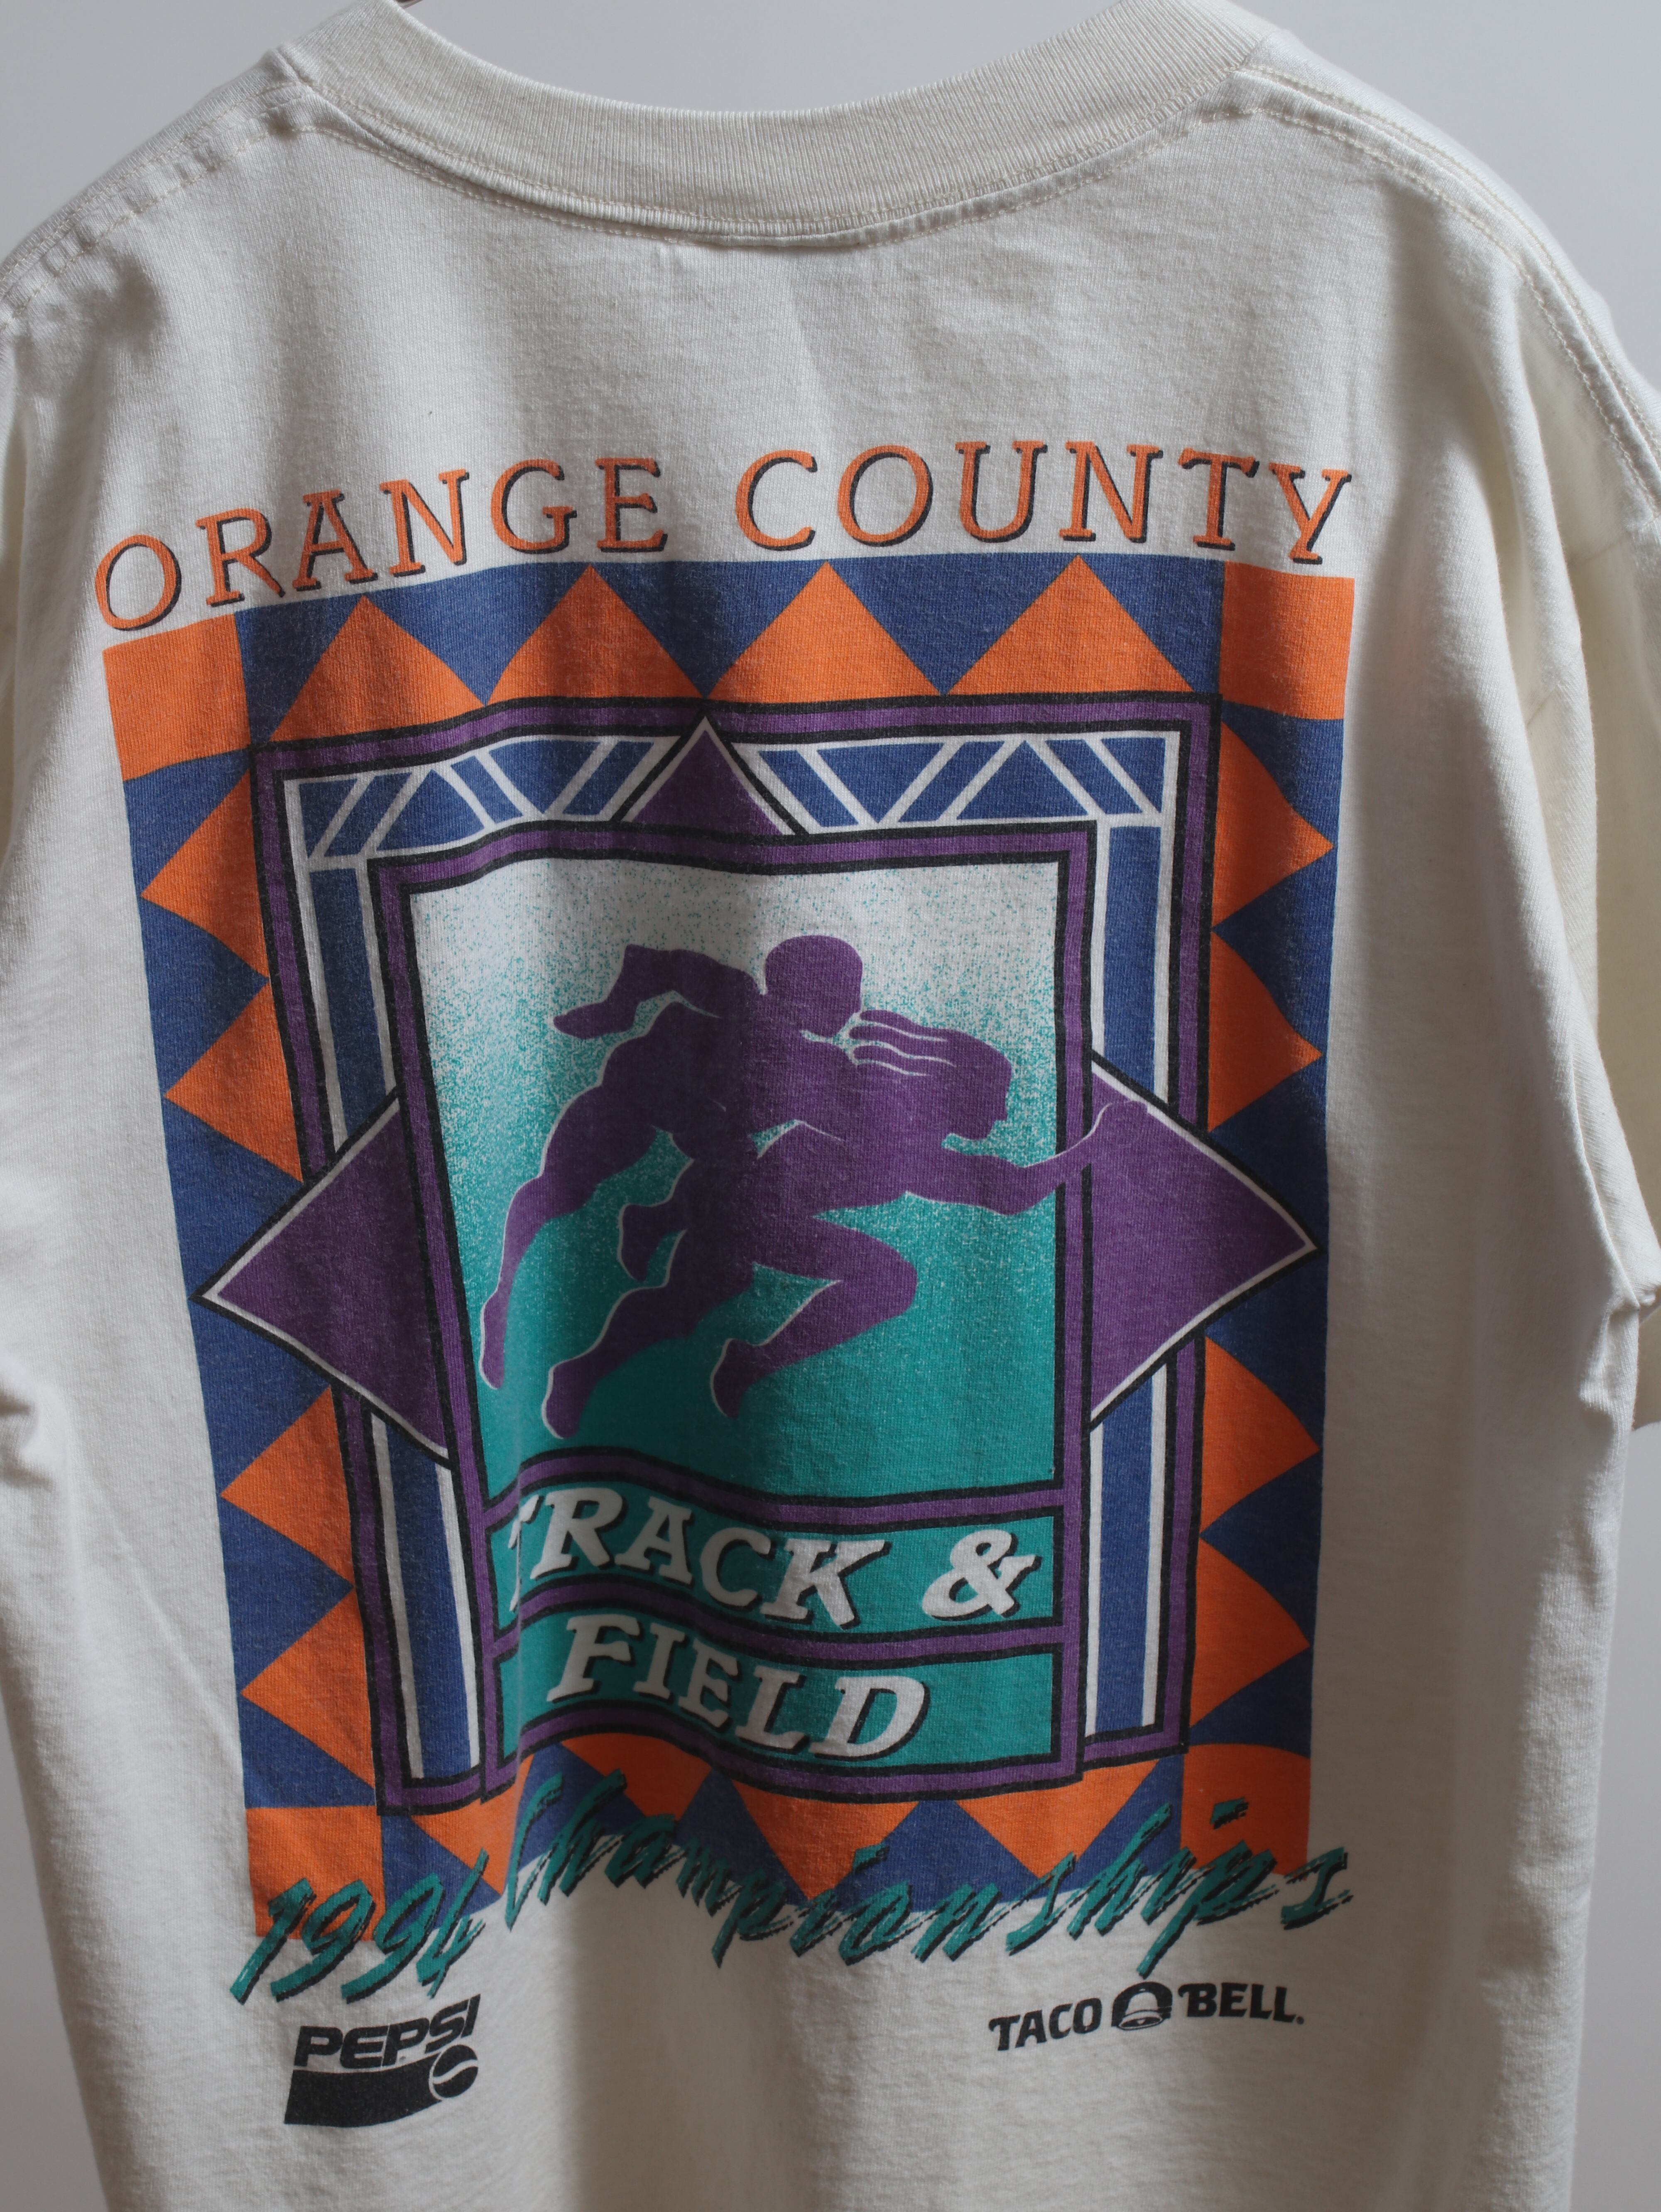 ORANGE COUNTY
TRACK &
FIELD
1994 Championships
PEPSI
TACO BELL®